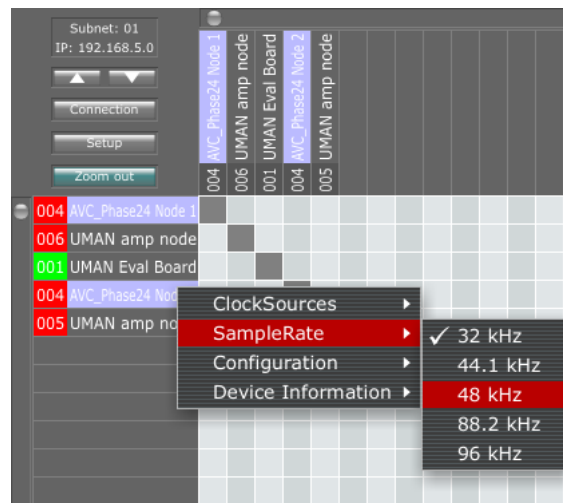 Subnet: 01
IP: 192.168.5.0
Connection
Setup
Zoom out
004 AVC_Phase24 Node 1
006 UMAN amp node
001 UMAN Eval Board
004 AVC_Phase24 Node 2
005 UMAN amp node
004 AVC_Phase24 Node 1
006 UMAN amp node
001 UMAN Eval Board
004 AVC_Phase24 Nod
005 UMAN amp no
ClockSources
SampleRate
Configuration
Device Information
✓ 32 kHz
44.1 kHz
48 kHz
88.2 kHz
96 kHz